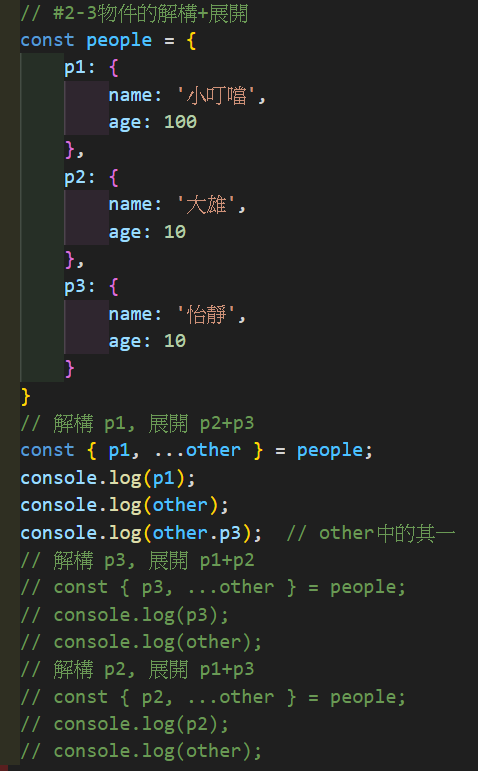 // #2-3物件的解構+展開
const people = {
    p1: {
        name: '小叮噹',
        age: 100
    },
    p2: {
        name: '大雄',
        age: 10
    },
    p3: {
        name: '怡靜',
        age: 10
    }
}
// 解構 p1, 展開 p2+p3
const { p1, ...other } = people;
console.log(p1);
console.log(other);
console.log(other.p3);  // other中的其一
// 解構 p3, 展開 p1+p2
// const { p3, ...other } = people;
// console.log(p3);
// console.log(other);
// 解構 p2, 展開 p1+p3
// const { p2, ...other } = people;
// console.log(p2);
// console.log(other);